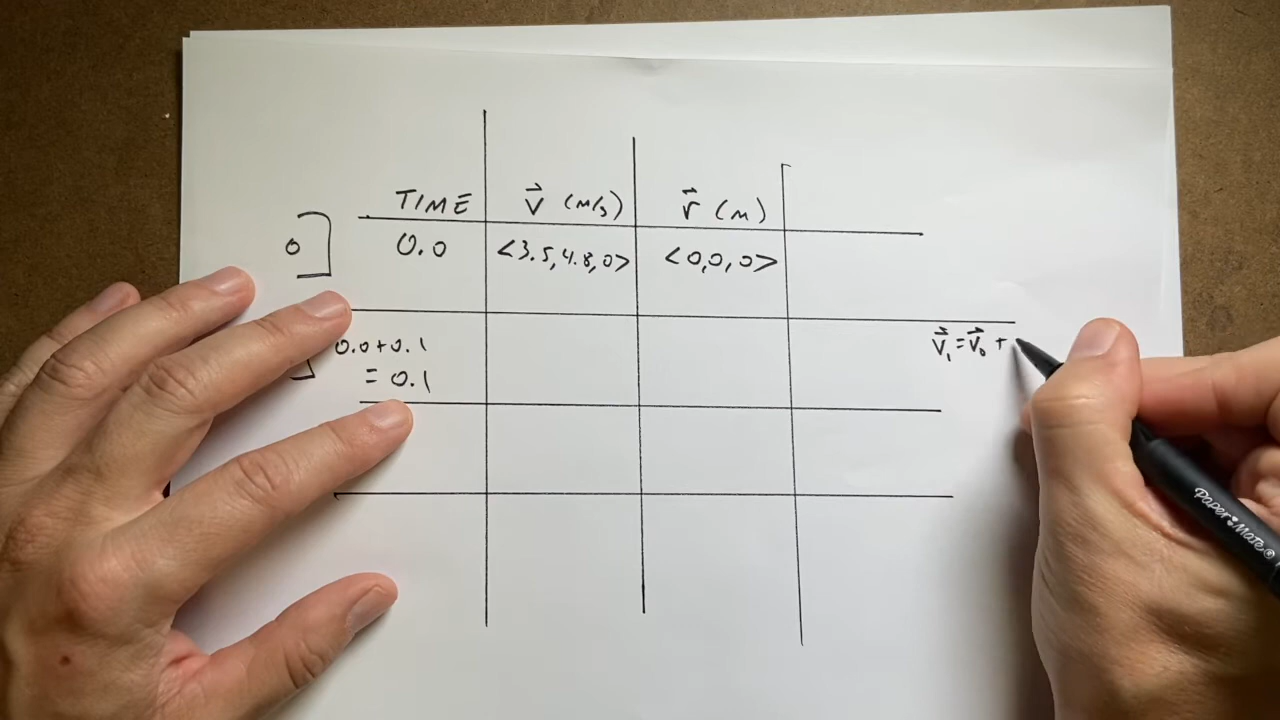 TIME v⃗ (m/s) r⃗ (m)
0 0.0 <3.5,4.8,0> <0,0,0>
0.0+0.1
= 0.1
v⃗₁=v⃗₀ +
Paper Mate